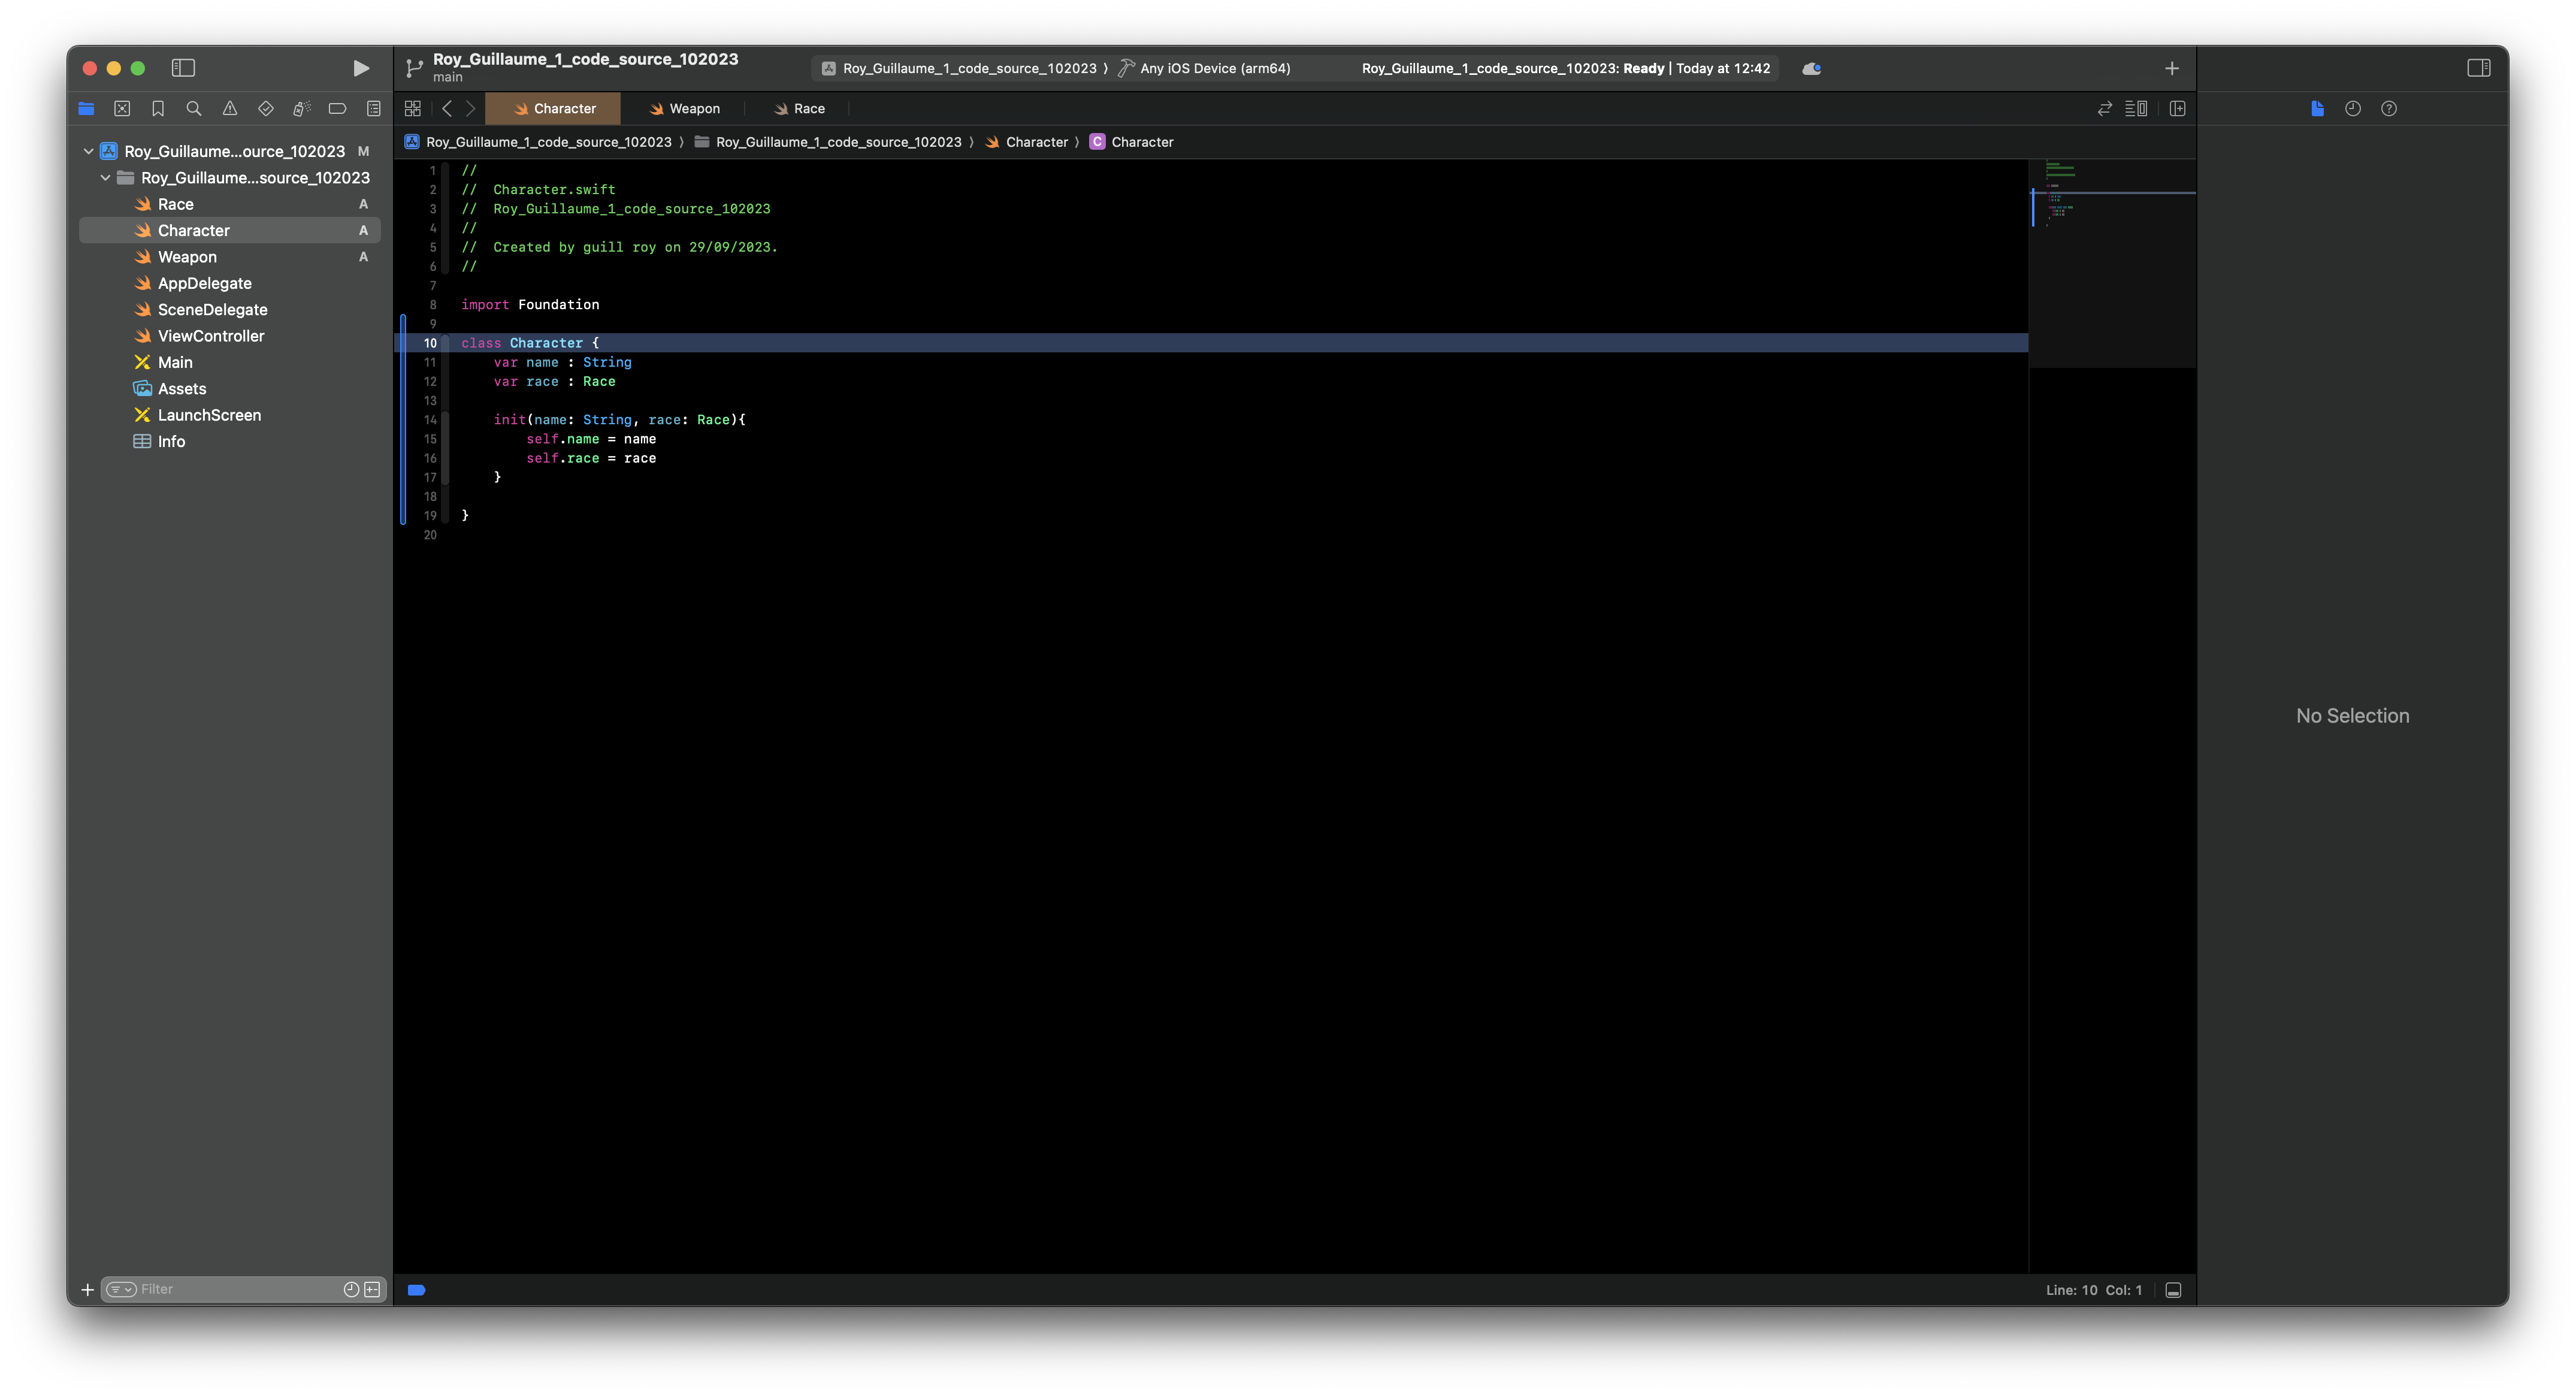 Roy_Guillaume_1_code_source_102023
main
Roy_Guillaume_1_code_source_102023 〉 Any iOS Device (arm64)
Roy_Guillaume_1_code_source_102023: Ready | Today at 12:42
Character
Weapon
Race
Roy_Guillaume_1_code_source_102023 〉 Roy_Guillaume_1_code_source_102023 〉 Character 〉 C Character
Roy_Guillaume...ource_102023 M
Roy_Guillaume...source_102023
Race A
Character A
Weapon A
AppDelegate
SceneDelegate
ViewController
Main
Assets
LaunchScreen
Info
Filter
1 //
2 //  Character.swift
3 //  Roy_Guillaume_1_code_source_102023
4 //
5 //  Created by guill roy on 29/09/2023.
6 //
7
8 import Foundation
9
10 class Character {
11     var name : String
12     var race : Race
13
14     init(name: String, race: Race){
15         self.name = name
16         self.race = race
17     }
18
19 }
20
No Selection
Line: 10 Col: 1